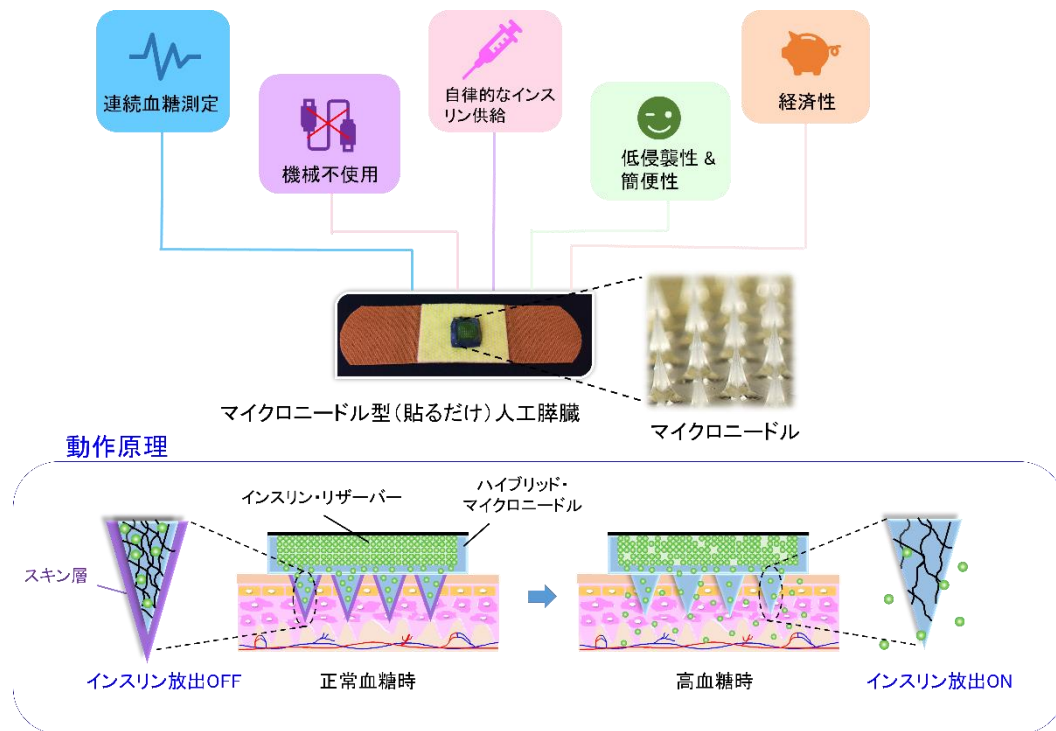 連続血糖測定
機械不使用
自律的なインス
リン供給
低侵襲性 &
簡便性
経済性
マイクロニードル型(貼るだけ)人工膵臓
マイクロニードル
動作原理
インスリン・リザーバー
ハイブリッド・
マイクロニードル
スキン層
インスリン放出OFF
正常血糖時
高血糖時
インスリン放出ON